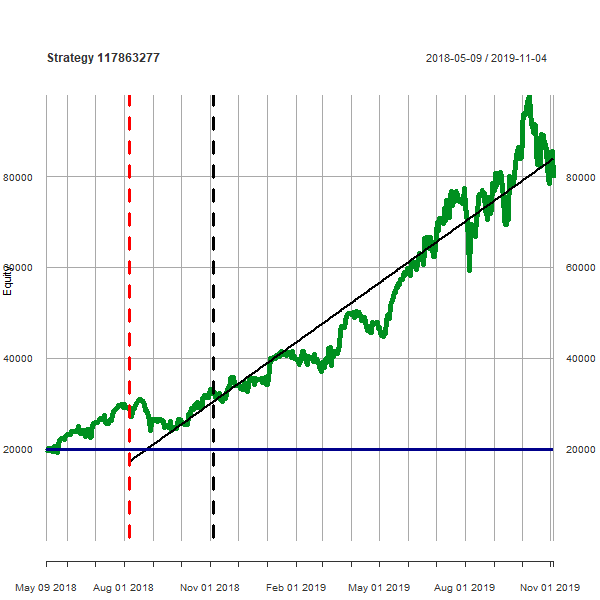 Strategy 117863277
2018-05-09 / 2019-11-04
80000
80000
60000
60000
Equity
40000
40000
20000
20000
May 09 2018
Aug 01 2018
Nov 01 2018
Feb 01 2019
May 01 2019
Aug 01 2019
Nov 01 2019